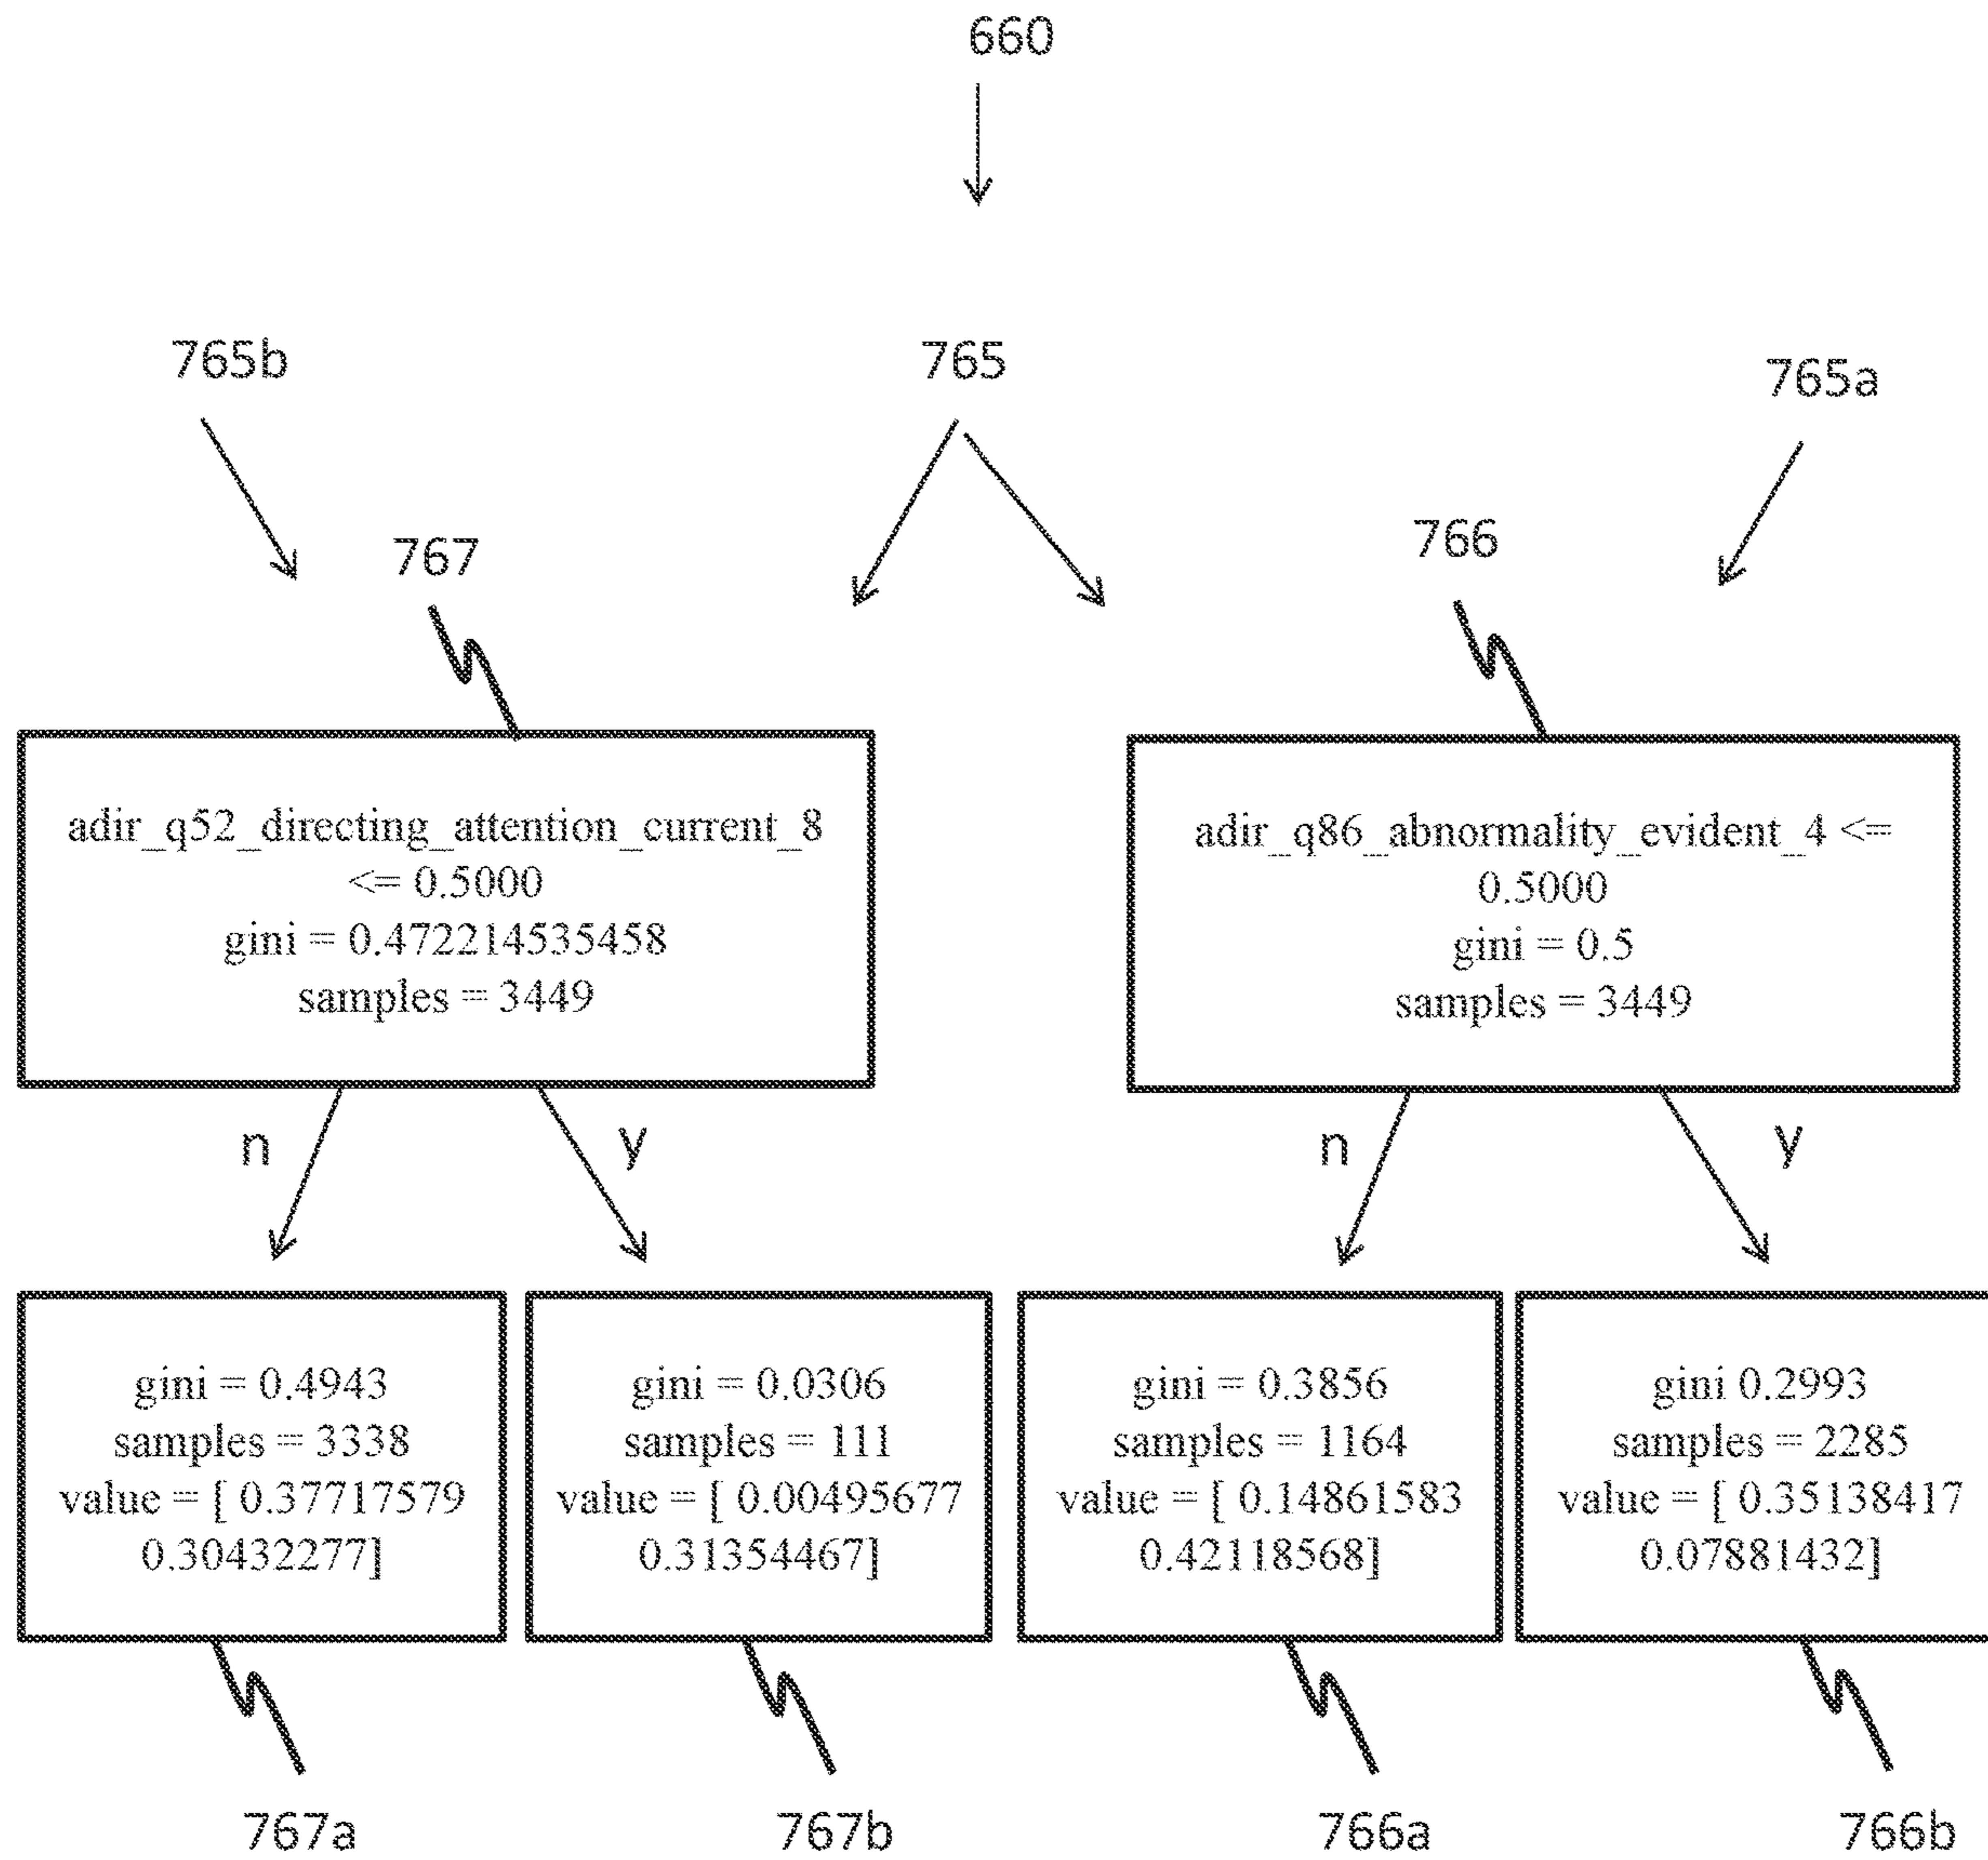 660
765b
765
765a
767
766
adir_q52_directing_attention_current_8
<= 0.5000
gini = 0.472214535458
samples = 3449
adir_q86_abnormality_evident_4 <=
0.5000
gini = 0.5
samples = 3449
n
y
n
y
gini = 0.4943
samples = 3338
value = [ 0.37717579
0.30432277]
gini = 0.0306
samples = 111
value = [ 0.00495677
0.31354467]
gini = 0.3856
samples = 1164
value = [ 0.14861583
0.42118568]
gini 0.2993
samples = 2285
value = [ 0.35138417
0.07881432]
767a
767b
766a
766b